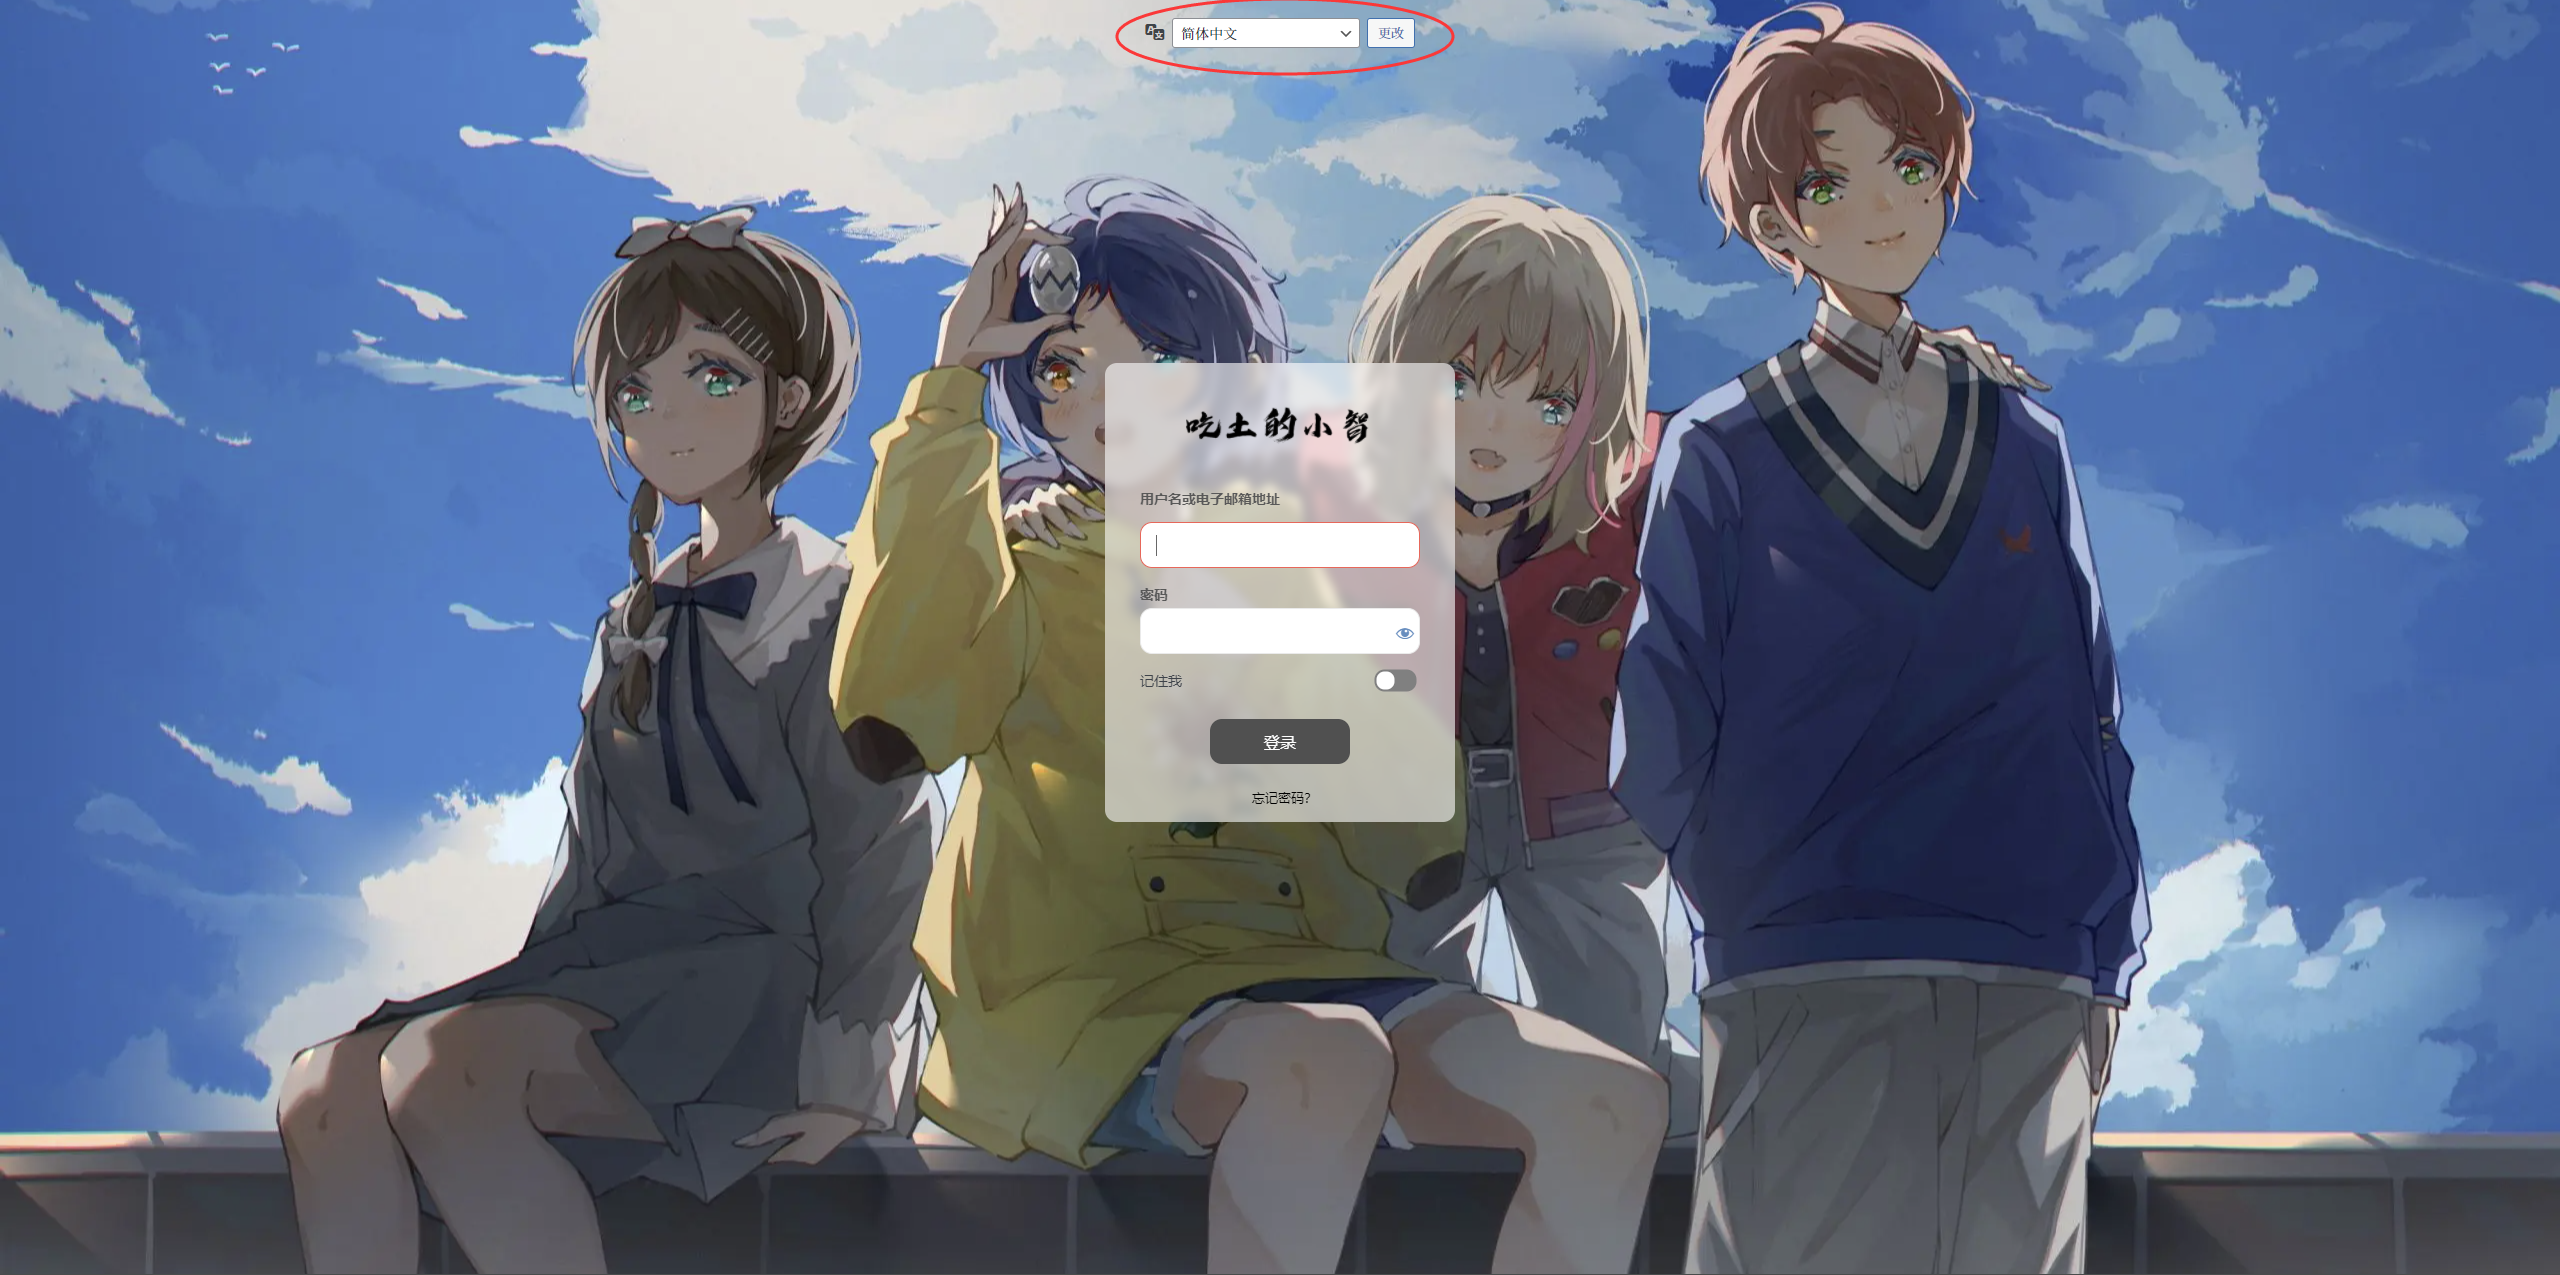 简体中文
更改
吃土的小智
用户名或电子邮箱地址
密码
记住我
登录
忘记密码?